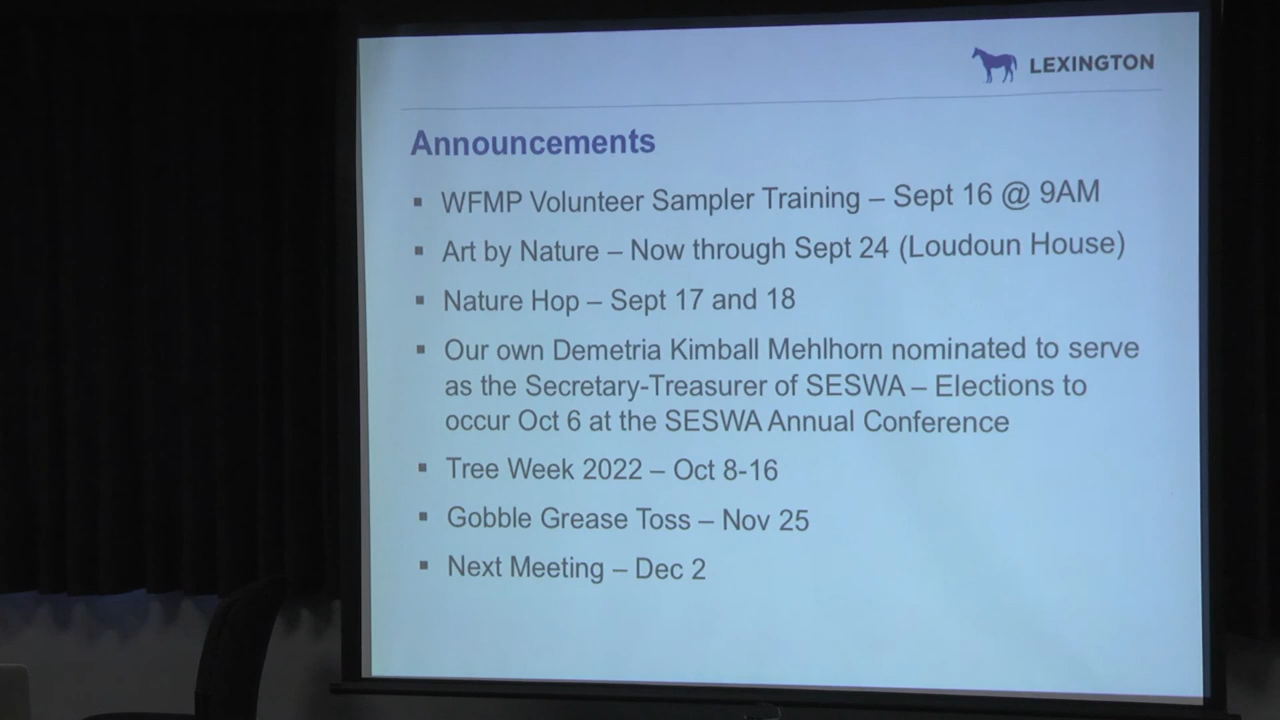 LEXINGTON
Announcements
▪ WFMP Volunteer Sampler Training – Sept 16 @ 9AM
▪ Art by Nature – Now through Sept 24 (Loudoun House)
▪ Nature Hop – Sept 17 and 18
▪ Our own Demetria Kimball Mehlhorn nominated to serve
as the Secretary-Treasurer of SESWA – Elections to
occur Oct 6 at the SESWA Annual Conference
▪ Tree Week 2022 – Oct 8-16
▪ Gobble Grease Toss – Nov 25
▪ Next Meeting – Dec 2